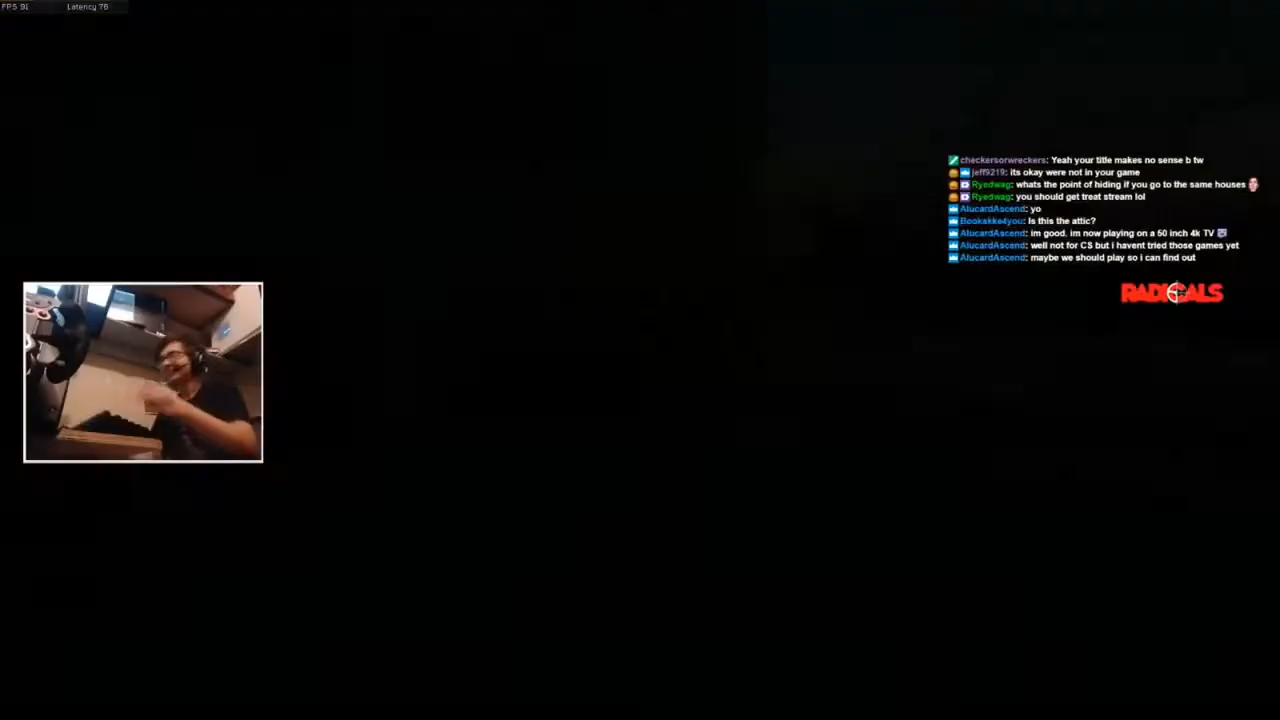 FPS 91 Latency 76
checkersorwreckers: Yeah your title makes no sense b tw
jeff9219: its okay were not in your game
Ryedwag: whats the point of hiding if you go to the same houses
Ryedwag: you should get treat stream lol
AlucardAscend: yo
Bookakke4you: Is this the attic?
AlucardAscend: im good. im now playing on a 50 inch 4k TV
AlucardAscend: well not for CS but i havent tried those games yet
AlucardAscend: maybe we should play so i can find out
RADICALS